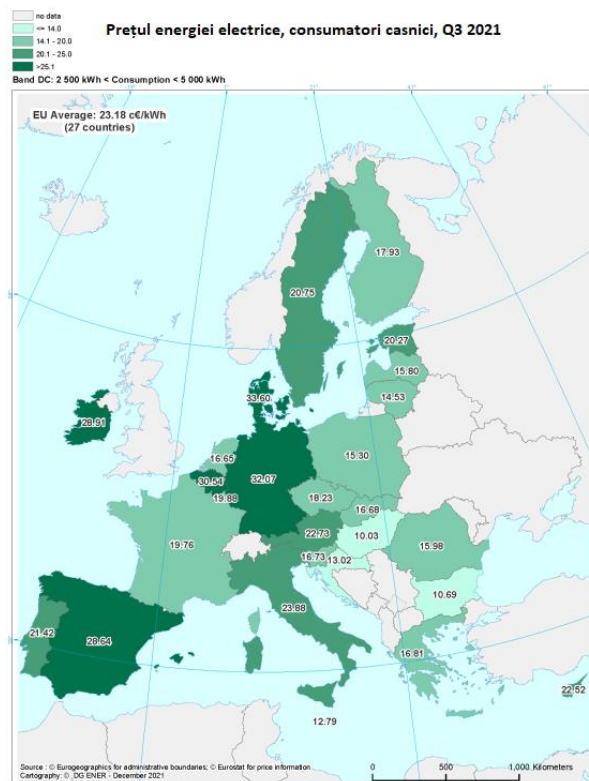 Prețul energiei electrice, consumatori casnici, Q3 2021
no data
<= 14.0
14.1 - 20.0
20.1 - 25.0
>25.1
Band DC: 2 500 kWh < Consumption < 5 000 kWh
EU Average: 23.18 c€/kWh
(27 countries)
17.93
20.75
20.27
15.80
33.60
14.53
28.91
16.65
15.30
30.54
32.07
19.88
18.23
16.68
22.73
10.03
19.76
16.73
13.02
15.98
23.88
10.69
21.42
28.64
16.81
22.52
12.79
Source : © Eurogeographics for administrative boundaries; © Eurostat for price information
Cartography: © DG ENER - December 2021
0 500 1,000 Kilometers